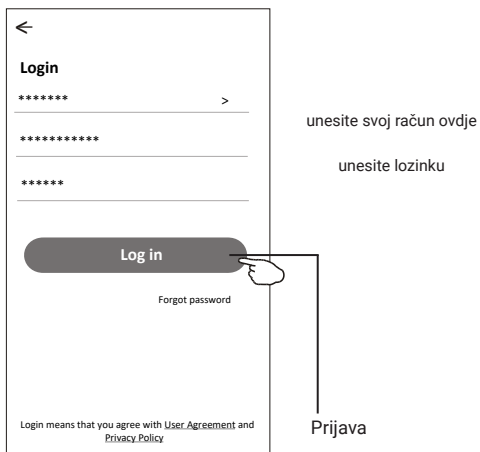 Login
******* >
unesite svoj račun ovdje
***********
unesite lozinku
******
Log in
Forgot password
Login means that you agree with User Agreement and
Privacy Policy
Prijava